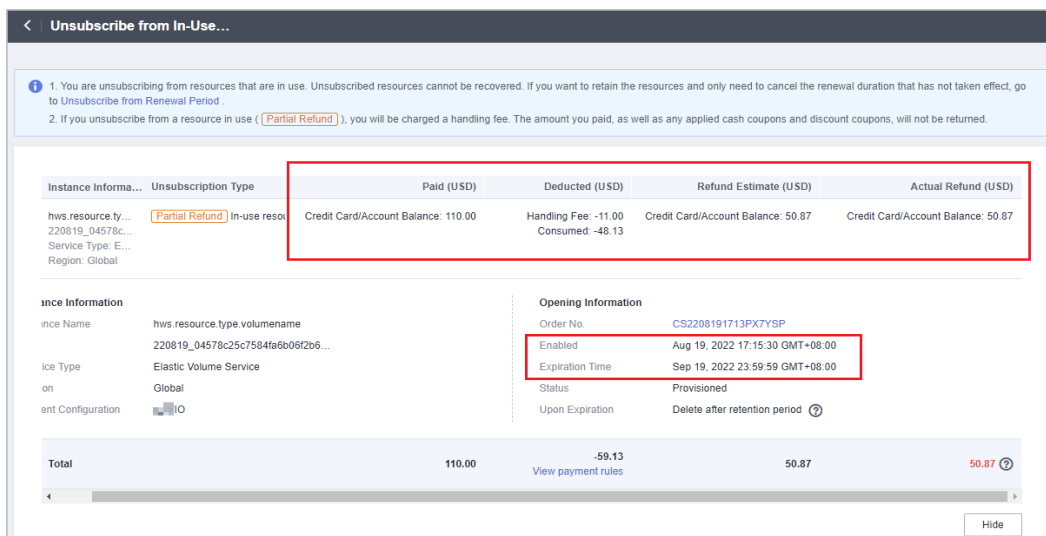 Unsubscribe from In-Use...
1. You are unsubscribing from resources that are in use. Unsubscribed resources cannot be recovered. If you want to retain the resources and only need to cancel the renewal duration that has not taken effect, go
to Unsubscribe from Renewal Period .
2. If you unsubscribe from a resource in use ( Partial Refund ), you will be charged a handling fee. The amount you paid, as well as any applied cash coupons and discount coupons, will not be returned.
Instance Informa... Unsubscription Type Paid (USD) Deducted (USD) Refund Estimate (USD) Actual Refund (USD)
hws.resource.ty... Partial Refund In-use resou Credit Card/Account Balance: 110.00 Handling Fee: -11.00 Credit Card/Account Balance: 50.87 Credit Card/Account Balance: 50.87
220819_04578c... Consumed: -48.13
Service Type: E...
Region: Global
ance Information Opening Information
ance Name hws.resource.type.volumename Order No. CS2208191713PX7YSP
220819_04578c25c7584fa6b06f2b6... Enabled Aug 19, 2022 17:15:30 GMT+08:00
ice Type Elastic Volume Service Expiration Time Sep 19, 2022 23:59:59 GMT+08:00
on Global Status Provisioned
ent Configuration IO Upon Expiration Delete after retention period ?
Total 110.00 -59.13 50.87 50.87 ?
View payment rules
Hide